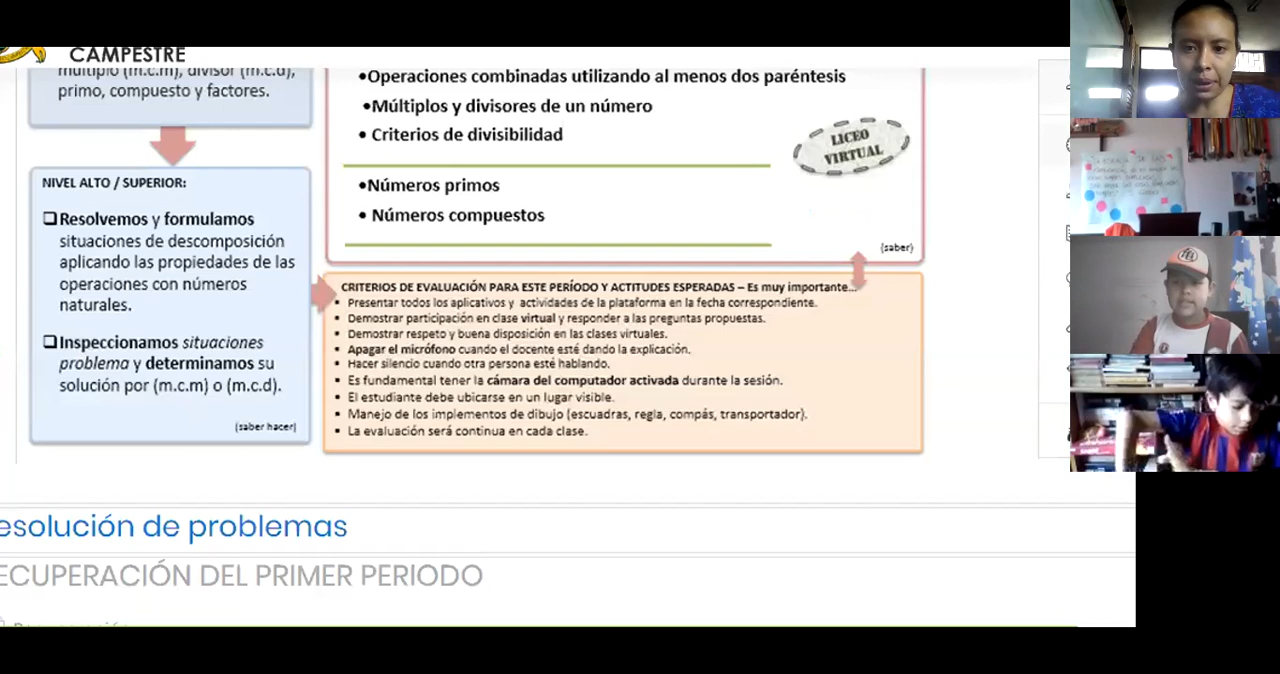 CAMPESTRE
múltiplo (m.c.m), divisor (m.c.d),
primo, compuesto y factores.
NIVEL ALTO / SUPERIOR:
❑Resolvemos y formulamos
situaciones de descomposición
aplicando las propiedades de las
operaciones con números
naturales.
❑Inspeccionamos situaciones
problema y determinamos su
solución por (m.c.m) o (m.c.d).
(saber hacer)
•Operaciones combinadas utilizando al menos dos paréntesis
•Múltiplos y divisores de un número
• Criterios de divisibilidad
LICEO
VIRTUAL
•Números primos
• Números compuestos
(saber)
CRITERIOS DE EVALUACIÓN PARA ESTE PERÍODO Y ACTITUDES ESPERADAS – Es muy importante...
▪ Presentar todos los aplicativos y actividades de la plataforma en la fecha correspondiente.
▪ Demostrar participación en clase virtual y responder a las preguntas propuestas.
▪ Demostrar respeto y buena disposición en las clases virtuales.
▪ Apagar el micrófono cuando el docente esté dando la explicación.
▪ Hacer silencio cuando otra persona esté hablando.
▪ Es fundamental tener la cámara del computador activada durante la sesión.
▪ El estudiante debe ubicarse en un lugar visible.
▪ Manejo de los implementos de dibujo (escuadras, regla, compás, transportador).
▪ La evaluación será continua en cada clase.
esolución de problemas
ECUPERACIÓN DEL PRIMER PERIODO